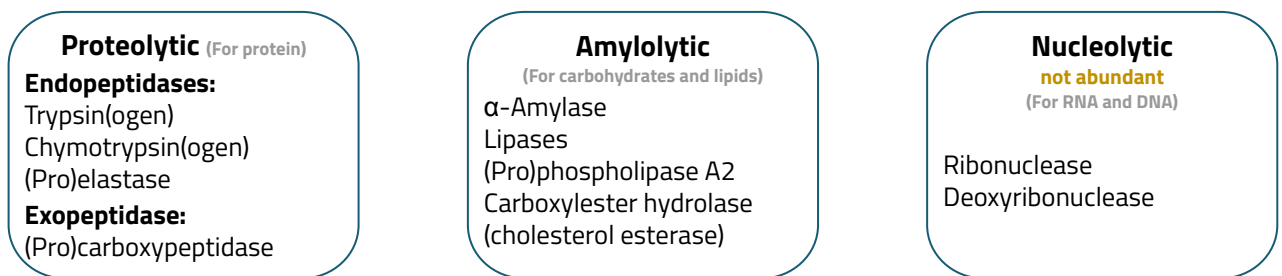 Proteolytic (For protein)
Endopeptidases:
Trypsin(ogen)
Chymotrypsin(ogen)
(Pro)elastase
Exopeptidase:
(Pro)carboxypeptidase
Amylolytic
(For carbohydrates and lipids)
α-Amylase
Lipases
(Pro)phospholipase A2
Carboxylester hydrolase
(cholesterol esterase)
Nucleolytic
not abundant
(For RNA and DNA)
Ribonuclease
Deoxyribonuclease